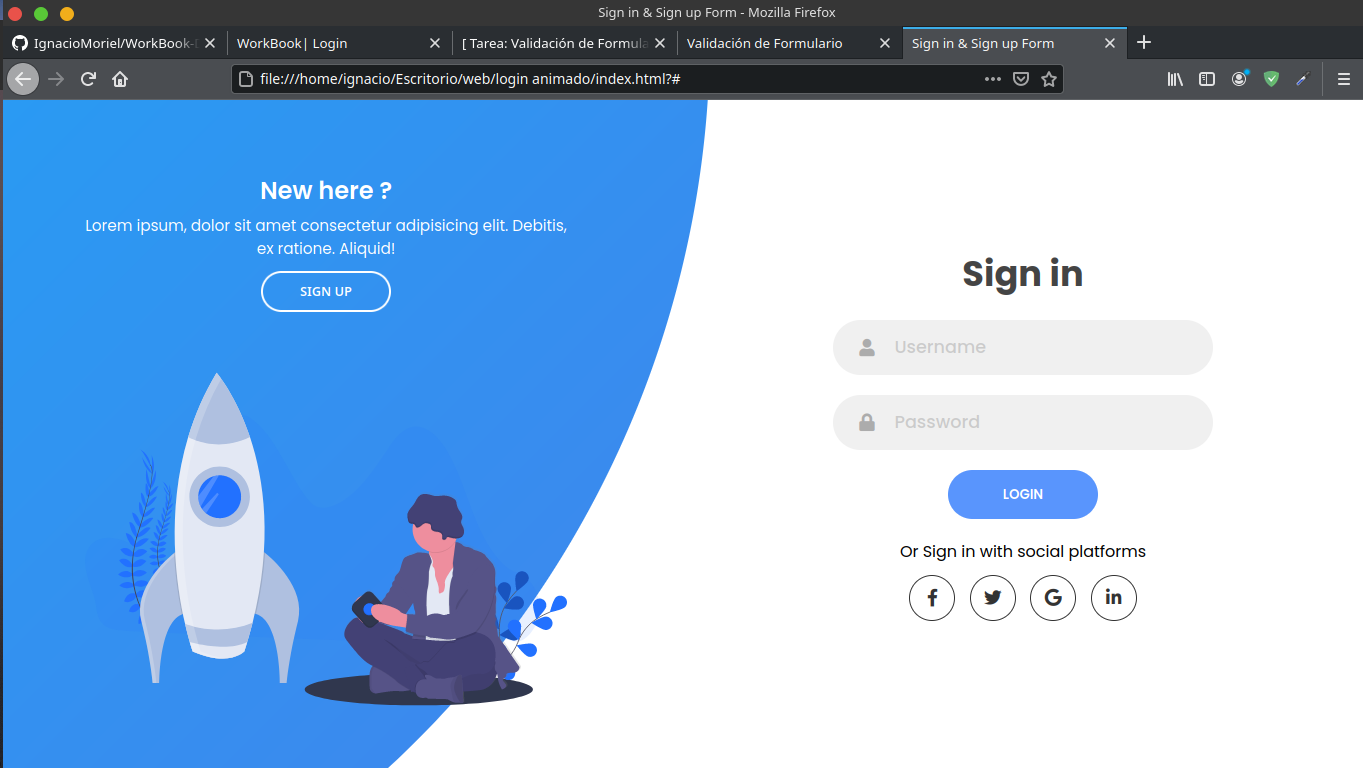 Sign in & Sign up Form - Mozilla Firefox
IgnacioMoriel/WorkBook-
WorkBook| Login
[ Tarea: Validación de Formula
Validación de Formulario
Sign in & Sign up Form
file:///home/ignacio/Escritorio/web/login animado/index.html?#
New here ?
Lorem ipsum, dolor sit amet consectetur adipisicing elit. Debitis,
ex ratione. Aliquid!
SIGN UP
Sign in
Username
Password
LOGIN
Or Sign in with social platforms